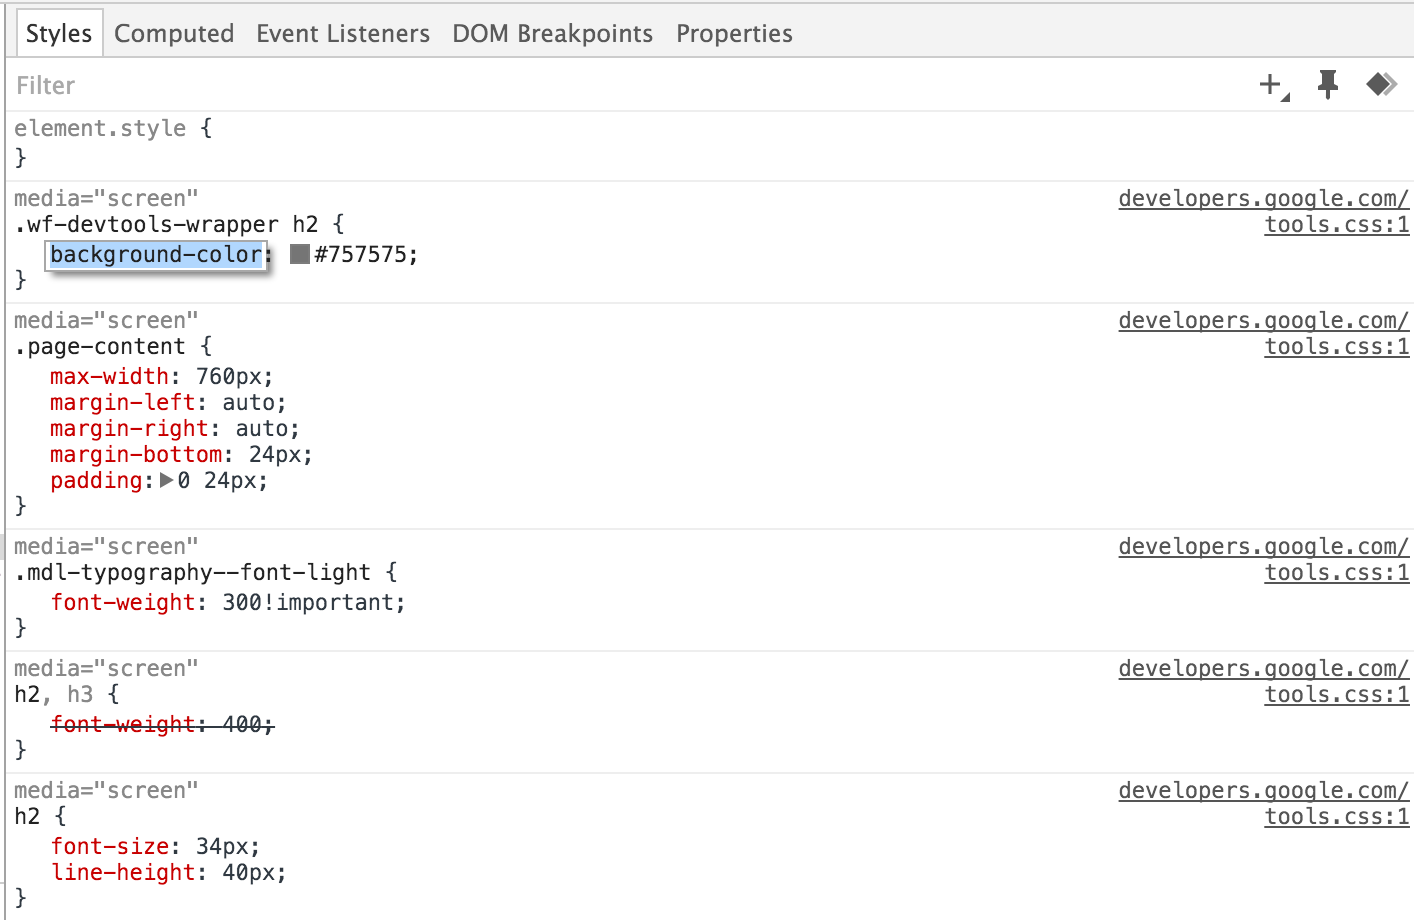 Styles Computed Event Listeners DOM Breakpoints Properties
Filter
element.style {
}
media="screen" developers.google.com/
.wf-devtools-wrapper h2 { tools.css:1
background-color: #757575;
}
media="screen" developers.google.com/
.page-content { tools.css:1
max-width: 760px;
margin-left: auto;
margin-right: auto;
margin-bottom: 24px;
padding: 0 24px;
}
media="screen" developers.google.com/
.mdl-typography--font-light { tools.css:1
font-weight: 300!important;
}
media="screen" developers.google.com/
h2, h3 { tools.css:1
font-weight: 400;
}
media="screen" developers.google.com/
h2 { tools.css:1
font-size: 34px;
line-height: 40px;
}